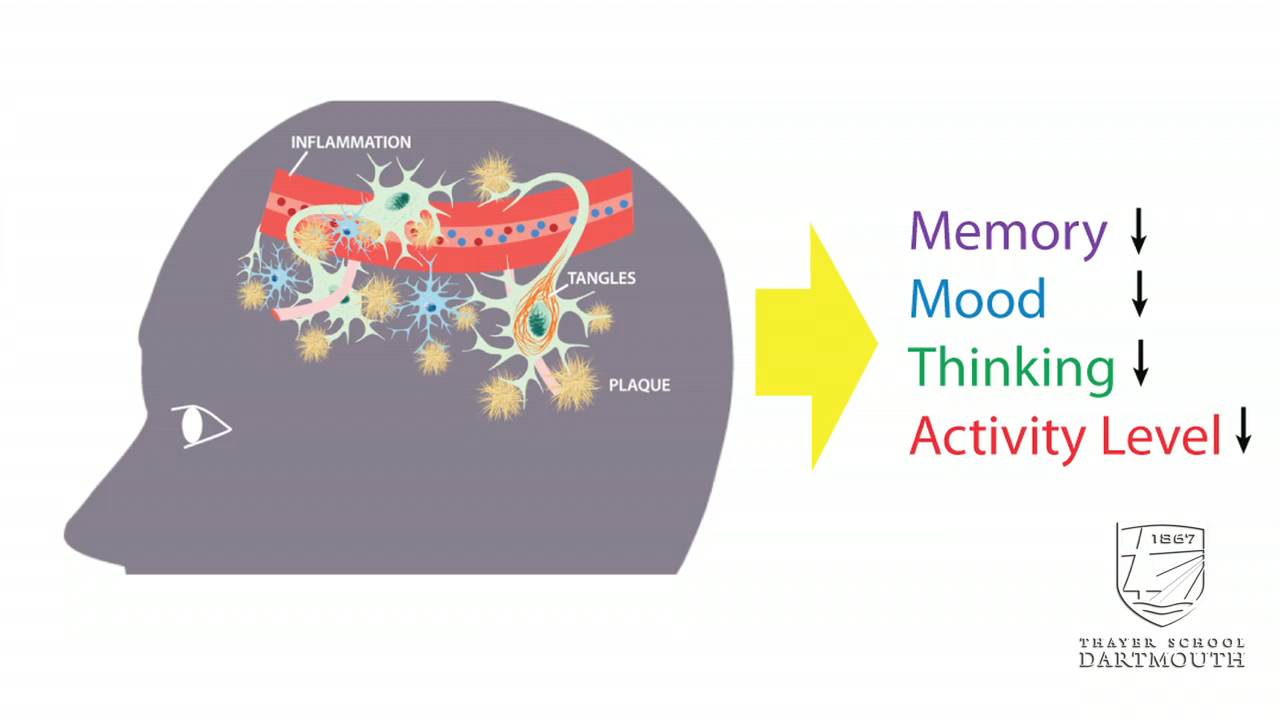 INFLAMMATION
TANGLES
PLAQUE
Memory
Mood
Thinking
Activity Level
1867
THAYER SCHOOL
DARTMOUTH